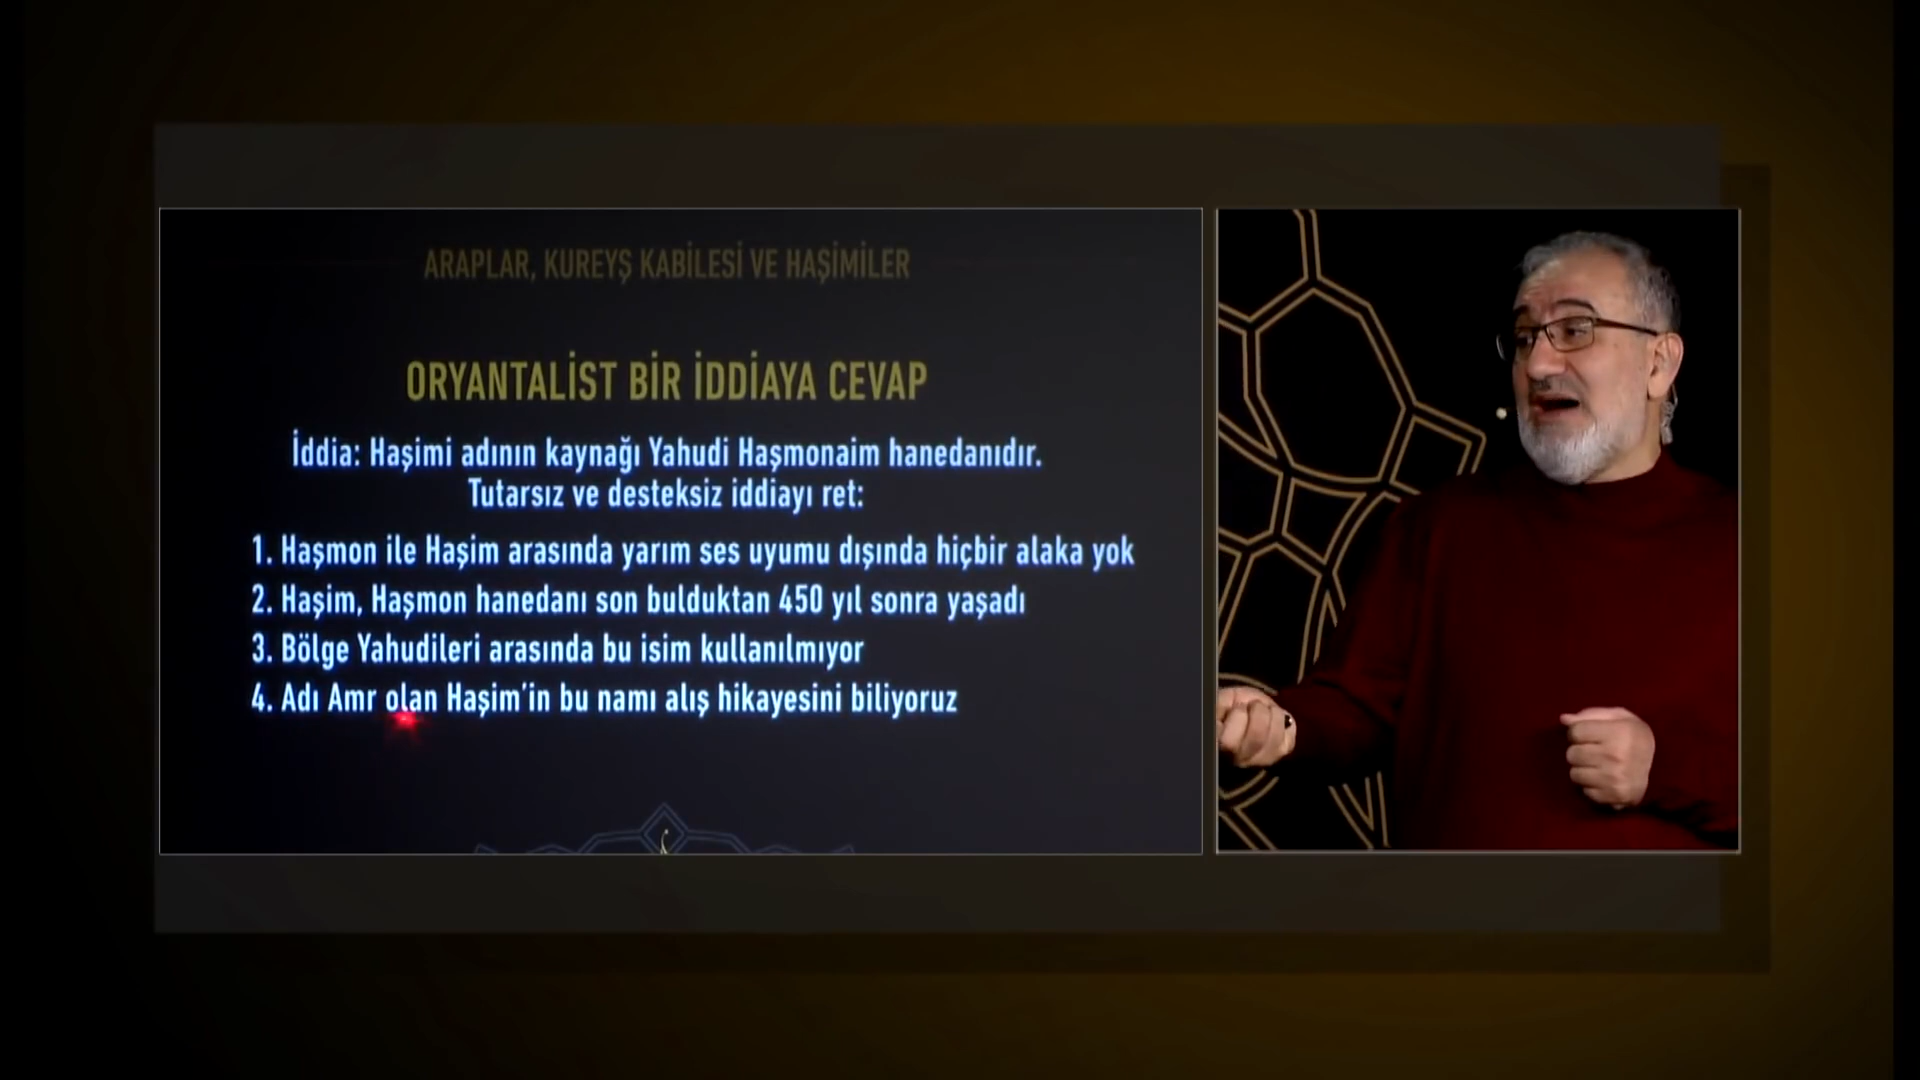 ARAPLAR, KUREYŞ KABİLESİ VE HAŞİMİLER
ORYANTALİST BİR İDDİAYA CEVAP
İddia: Haşimi adının kaynağı Yahudi Haşmonaim hanedanıdır.
Tutarsız ve desteksiz iddiayı ret:
1. Haşmon ile Haşim arasında yarım ses uyumu dışında hiçbir alaka yok
2. Haşim, Haşmon hanedanı son bulduktan 450 yıl sonra yaşadı
3. Bölge Yahudileri arasında bu isim kullanılmıyor
4. Adı Amr olan Haşim'in bu namı alış hikayesini biliyoruz